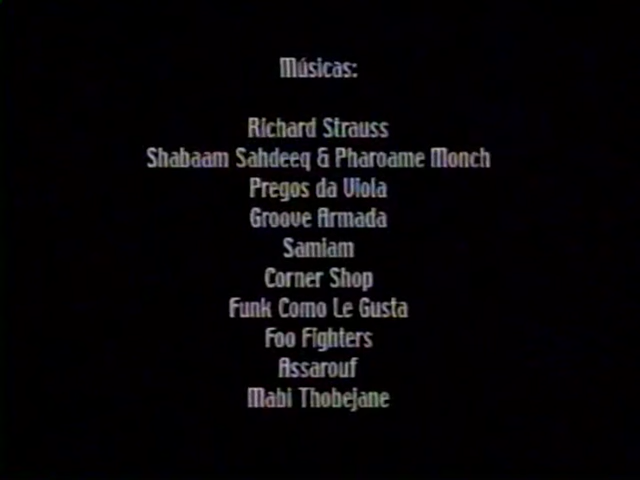 Músicas:
Richard Strauss
Shabaam Sahdeeq & Pharoame Monch
Pregos da Viola
Groove Armada
Samiam
Corner Shop
Funk Como Le Gusta
Foo Fighters
Assarouf
Mabi Thobejane